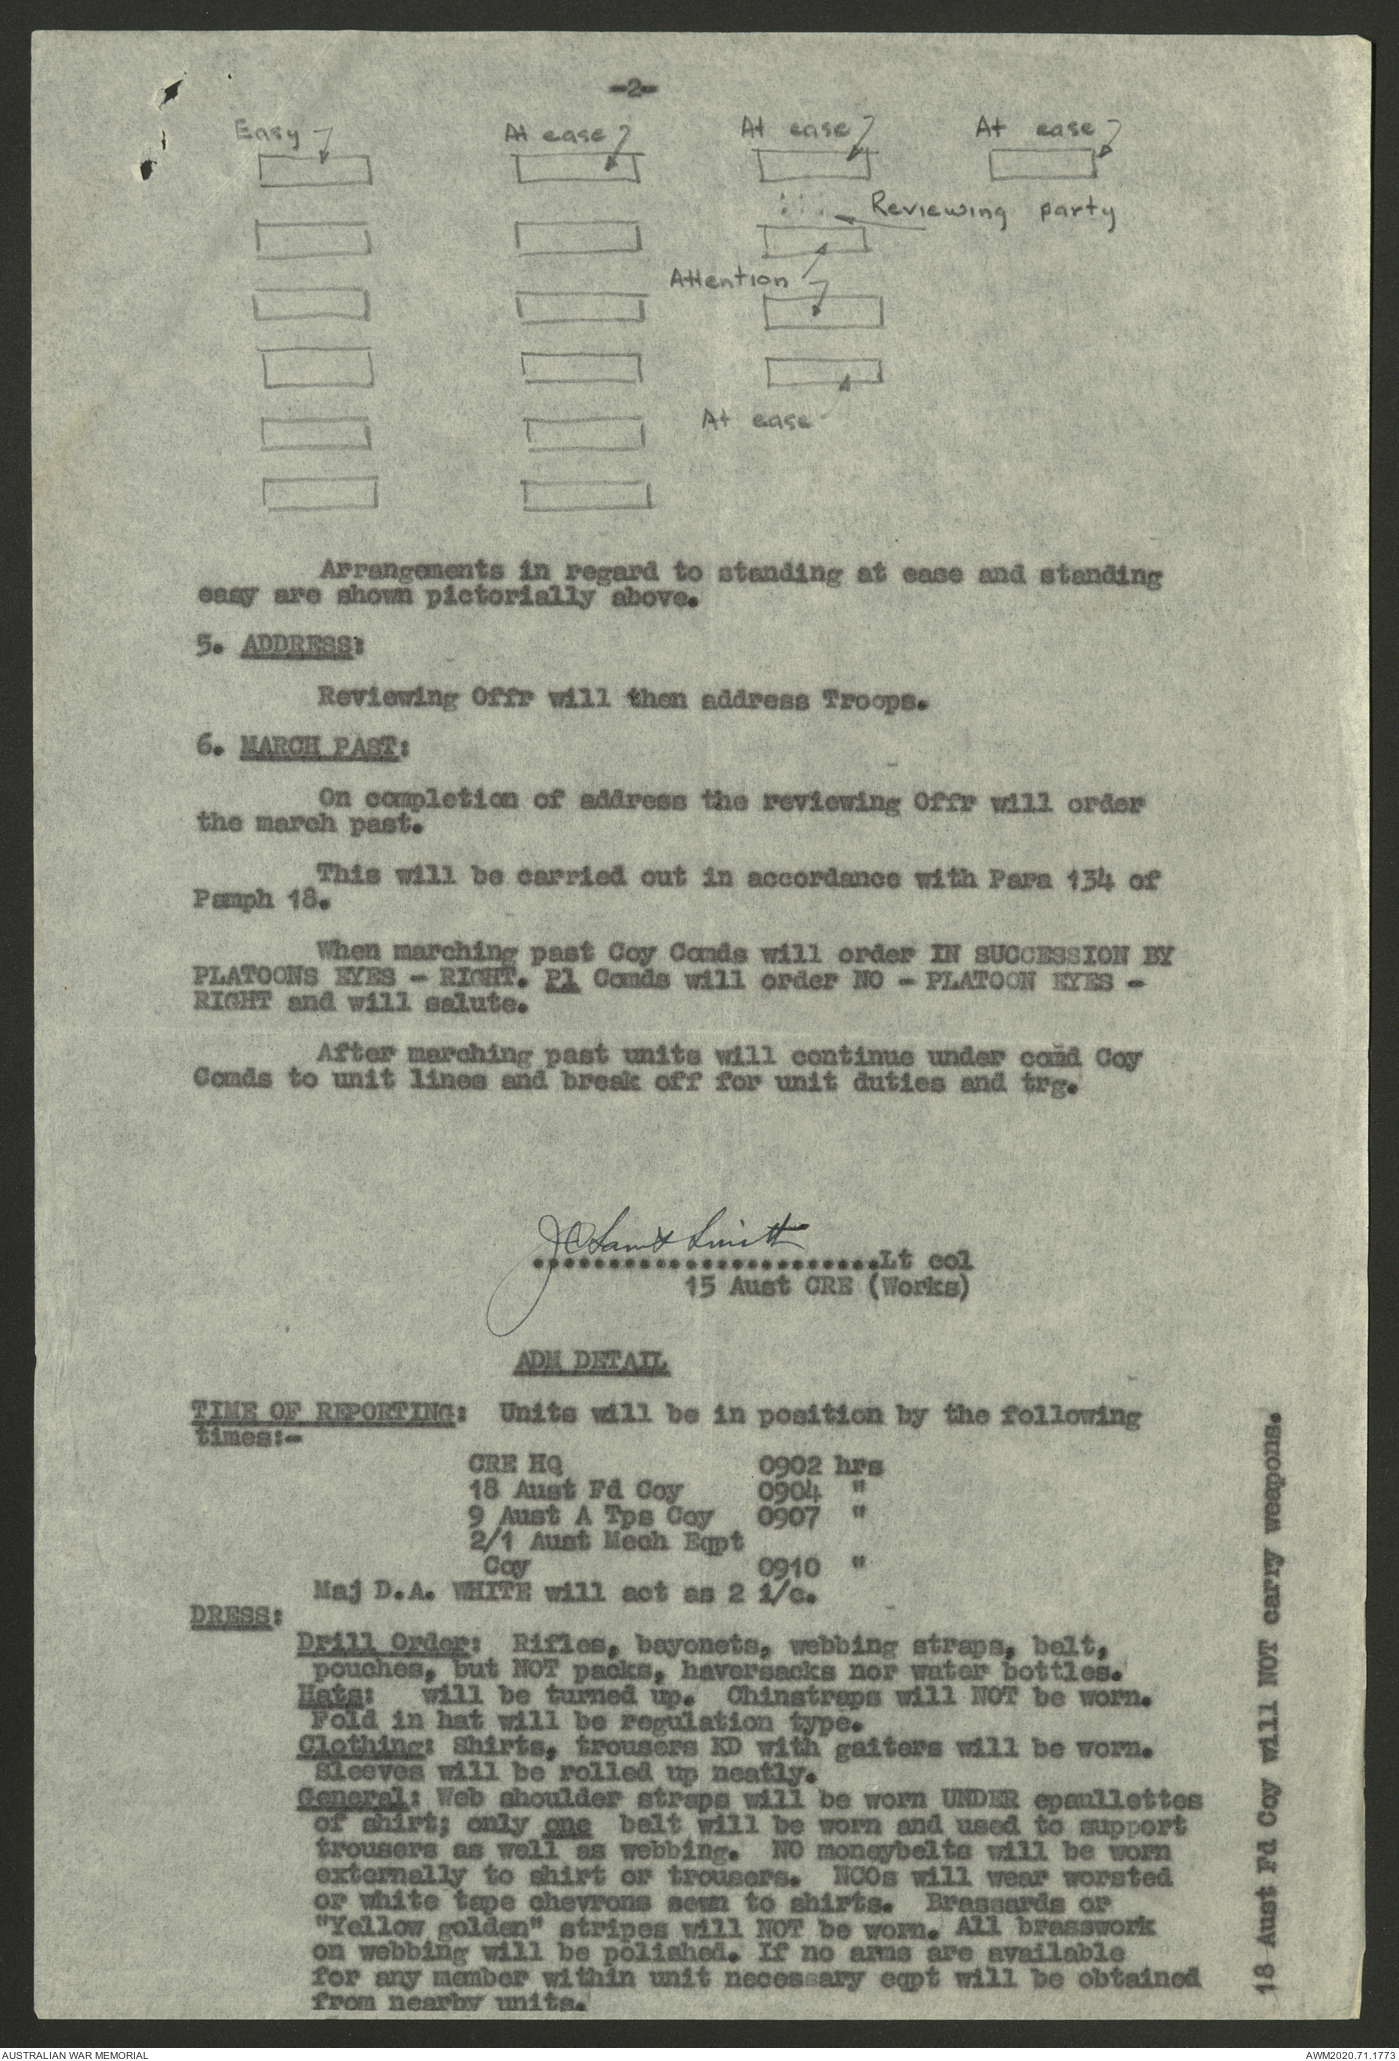 -2-
Easy At ease At ease At ease
Reviewing party
Attention
At ease
Arrangements in regard to standing at ease and standing
easy are shown pictorially above.
5. ADDRESS:
Reviewing Offr will then address Troops.
6. MARCH PAST:
On completion of address the reviewing Offr will order
the march past.
This will be carried out in accordance with Para 134 of
Pamph 18.
When marching past Coy Comds will order IN SUCCESSION BY
PLATOONS EYES - RIGHT. Pl Comds will order NO - PLATOON EYES -
RIGHT and will salute.
After marching past units will continue under comd Coy
Comds to unit lines and break off for unit duties and trg.
Smith
.......................Lt col
15 Aust CRE (Works)
ADM DETAIL
TIME OF REPORTING: Units will be in position by the following
times:-
CRE HQ 0902 hrs
18 Aust Fd Coy 0904 "
9 Aust A Tps Coy 0907 "
2/1 Aust Mech Eqpt
Coy 0910 "
Maj D.A. WHITE will act as 2 i/c.
DRESS:
Drill Order: Rifles, bayonets, webbing straps, belt,
pouches, but NOT packs, haversacks nor water bottles.
Hats: will be turned up. Chinstraps will NOT be worn.
Fold in hat will be regulation type.
Clothing: Shirts, trousers KD with gaiters will be worn.
Sleeves will be rolled up neatly.
General: Web shoulder straps will be worn UNDER epaullettes
of shirt; only one belt will be worn and used to support
trousers as well as webbing. NO moneybelts will be worn
externally to shirt or trousers. NCOs will wear worsted
or white tape chevrons sewn to shirts. Brassards or
"Yellow golden" stripes will NOT be worn. All brasswork
on webbing will be polished. If no arms are available
for any member within unit necessary eqpt will be obtained
from nearby units.
18 Aust Fd Coy will NOT carry weapons.
AUSTRALIAN WAR MEMORIAL
AWM2020.71.1773